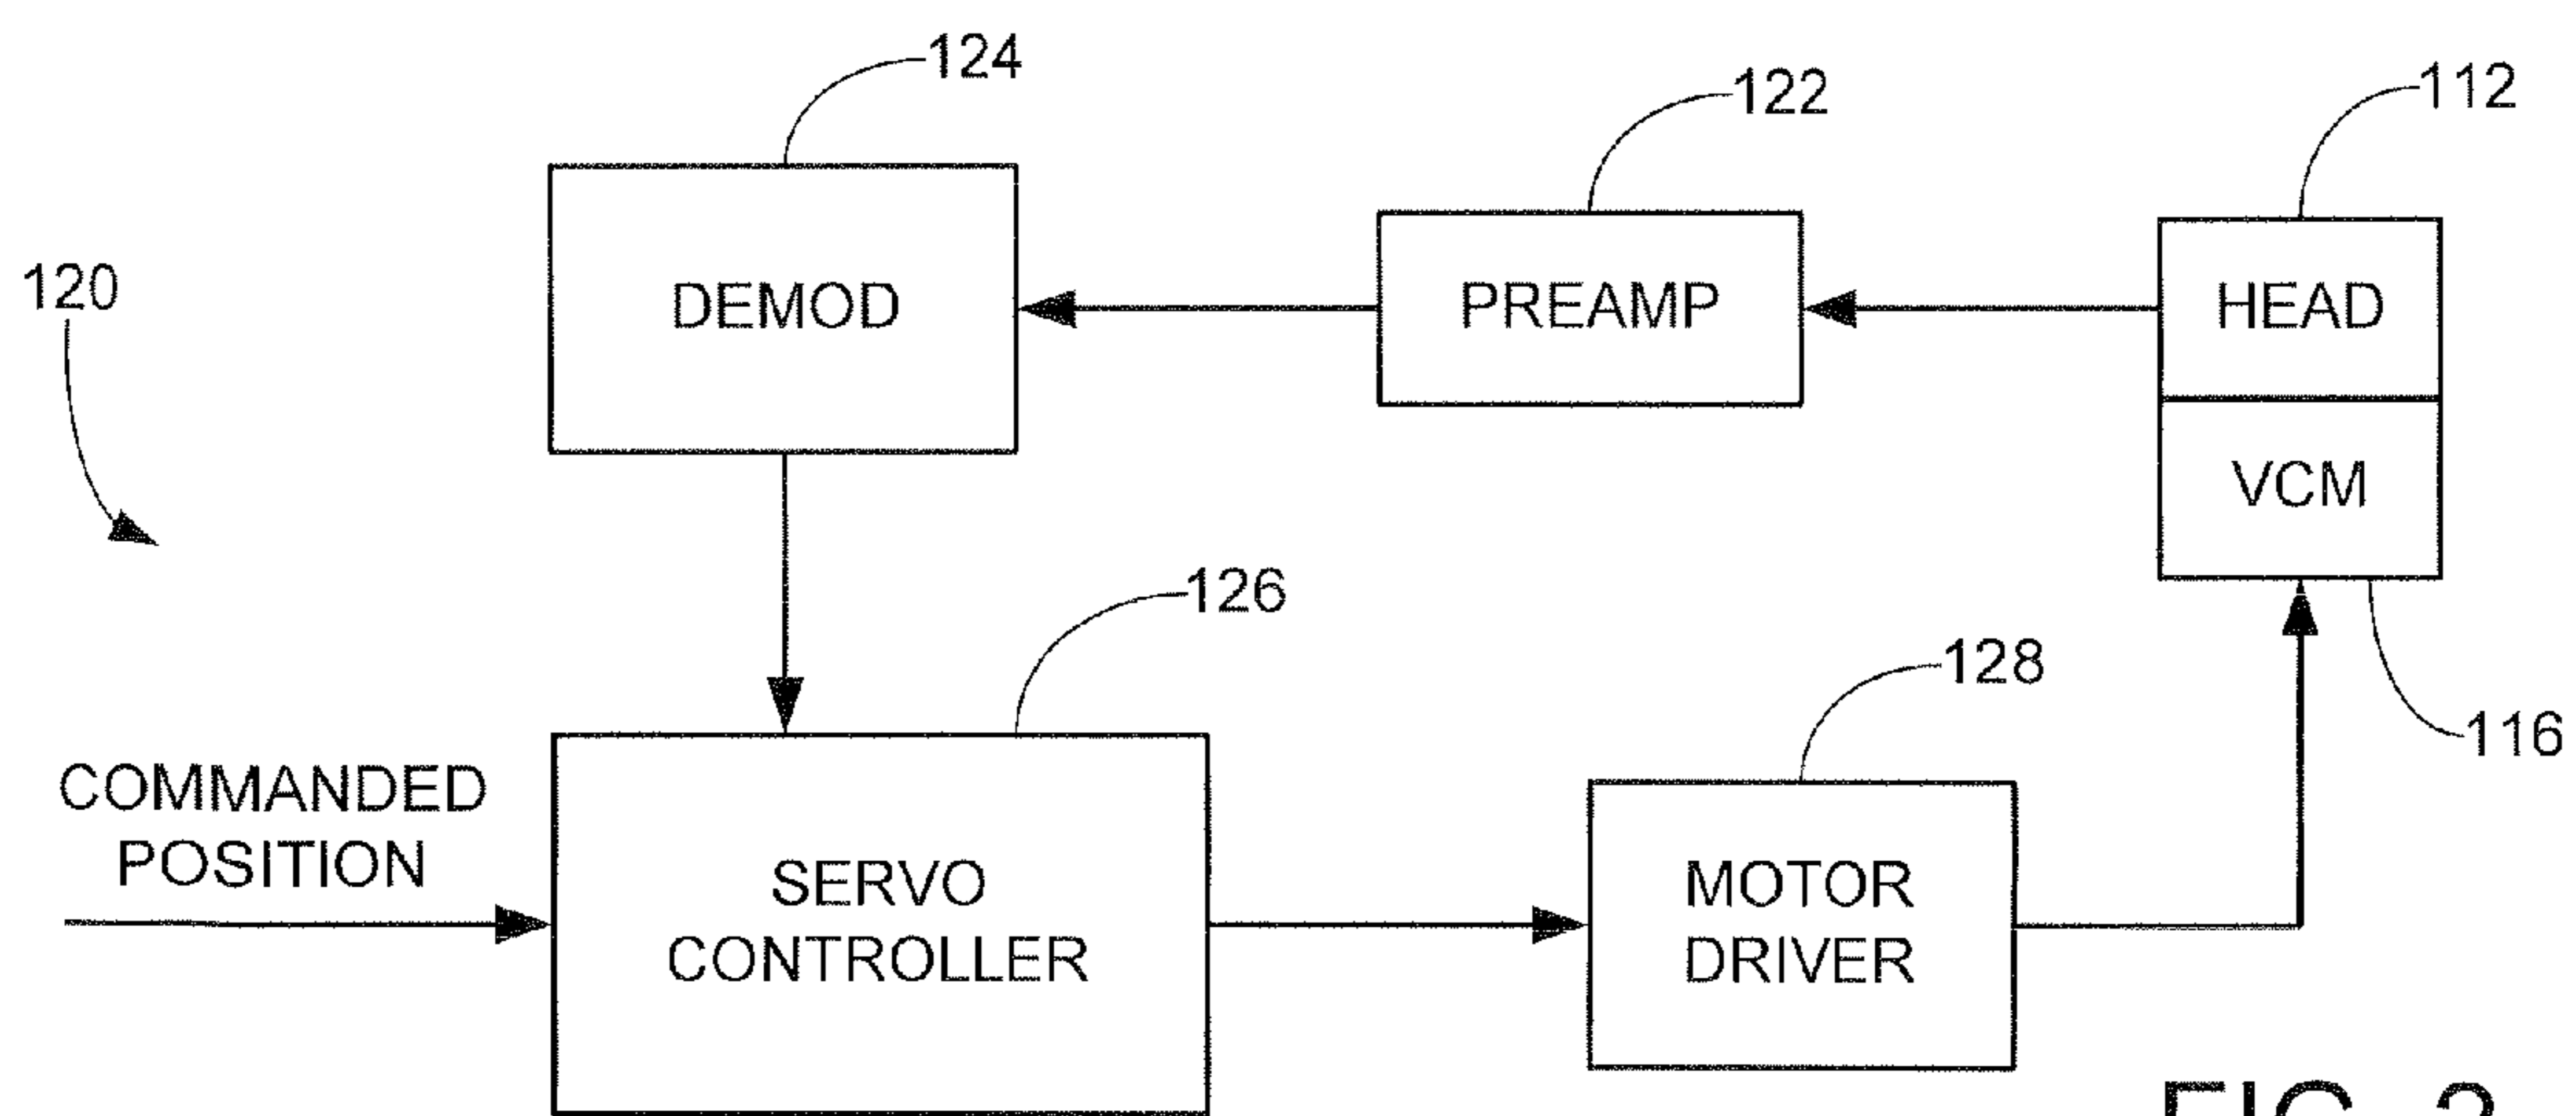 124
122
112
120
DEMOD
PREAMP
HEAD
VCM
126
128
116
COMMANDED
POSITION
SERVO
CONTROLLER
MOTOR
DRIVER